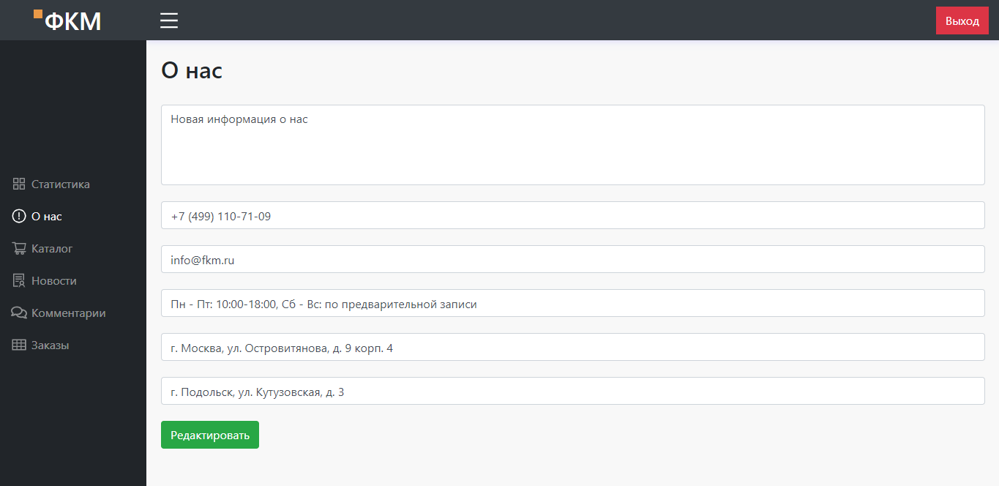 ФКМ
Выход
Статистика
О нас
Каталог
Новости
Комментарии
Заказы
О нас
Новая информация о нас
+7 (499) 110-71-09
info@fkm.ru
Пн - Пт: 10:00-18:00, Сб - Вс: по предварительной записи
г. Москва, ул. Островитянова, д. 9 корп. 4
г. Подольск, ул. Кутузовская, д. 3
Редактировать